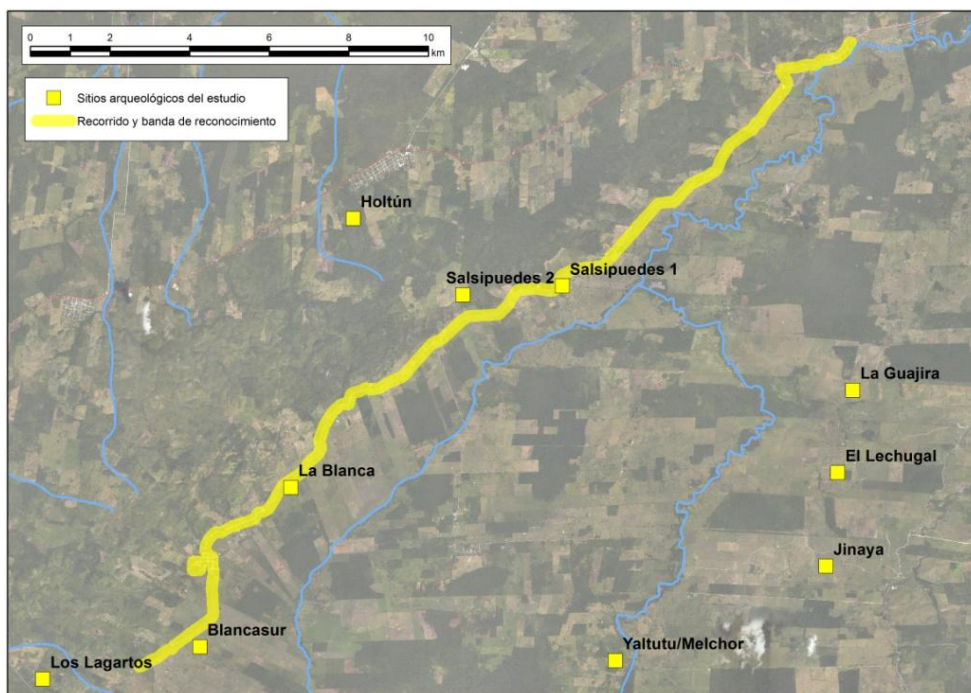 0 1 2 4 6 8 10
km
Sitios arqueológicos del estudio
Recorrido y banda de reconocimiento
Holtún
Salsipuedes 1
Salsipuedes 2
La Guajira
El Lechugal
La Blanca
Jinaya
Blancasur
Yaltutu/Melchor
Los Lagartos